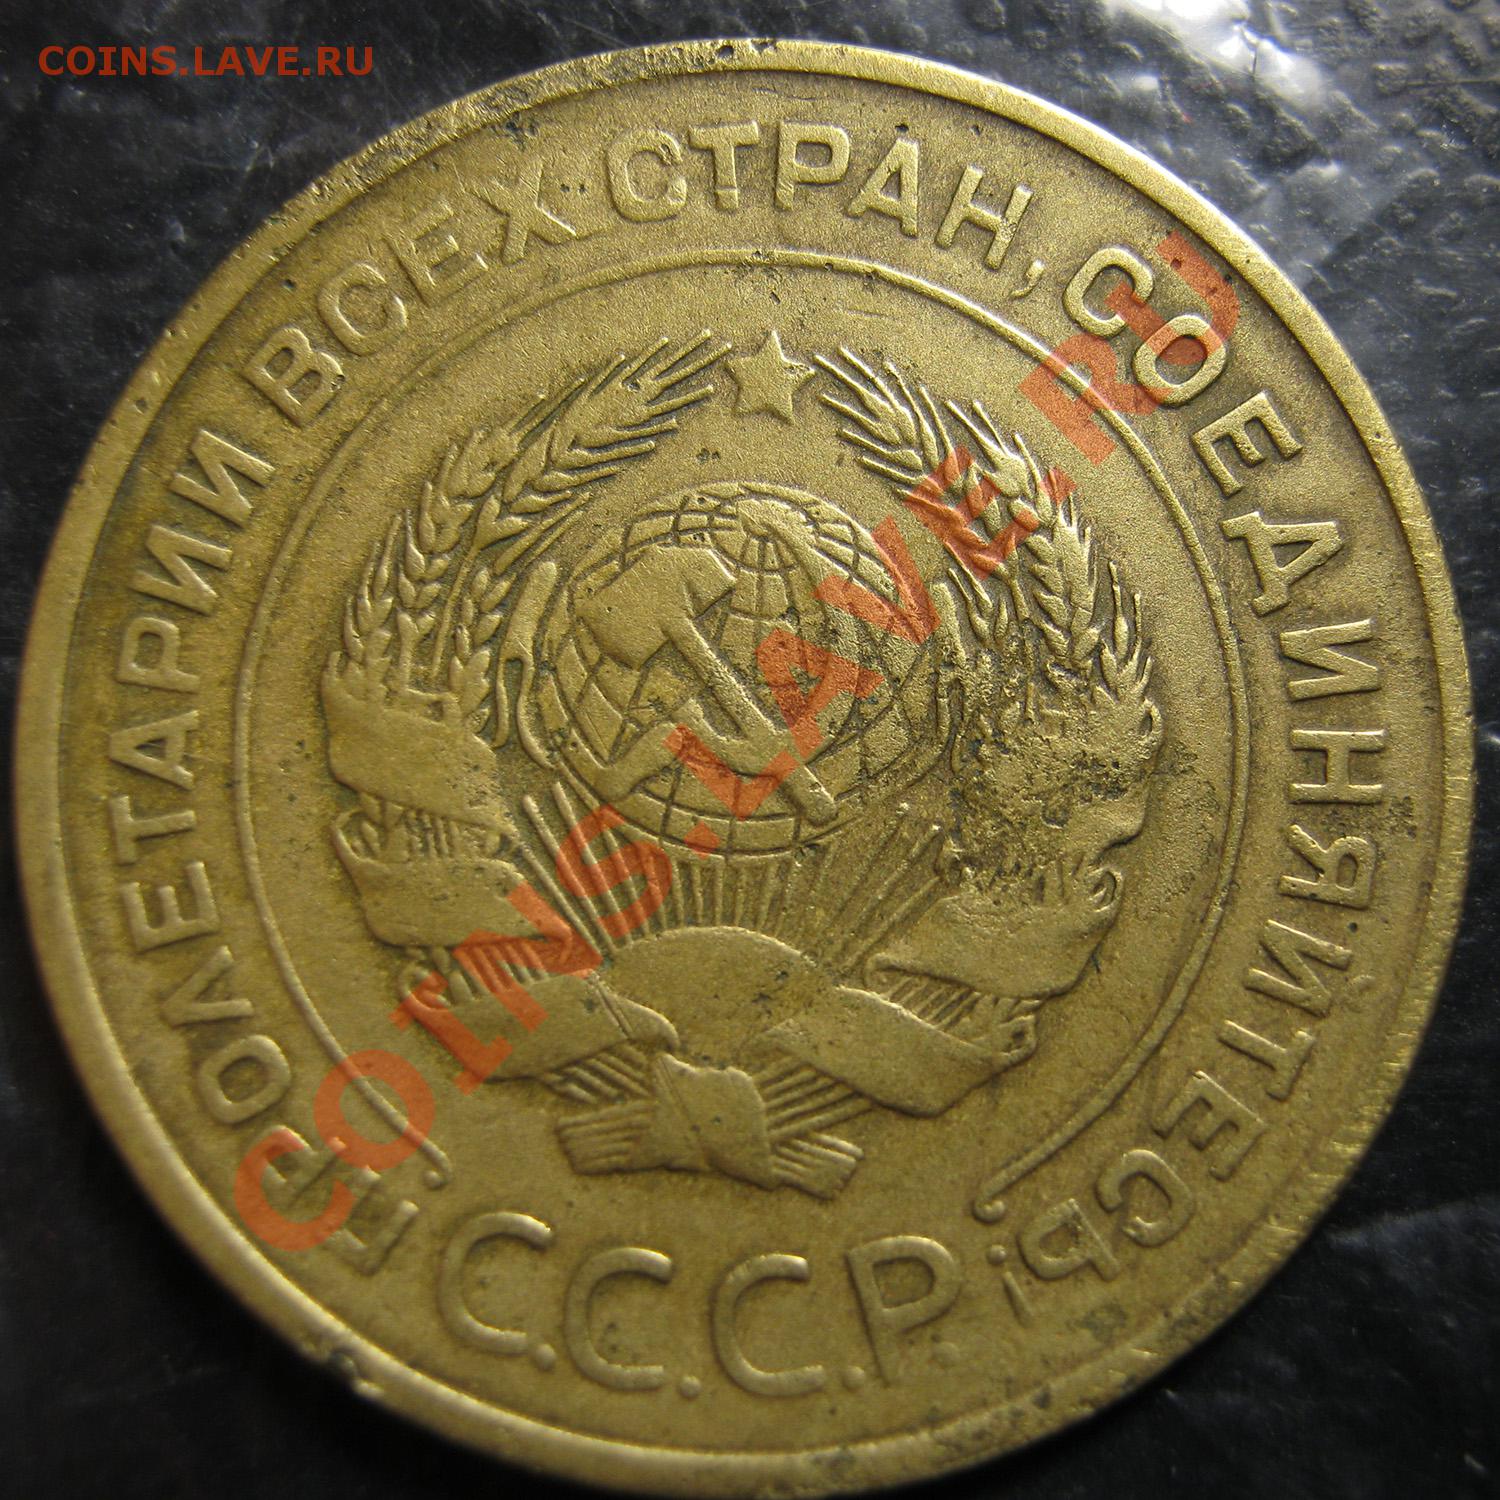 COINS.LAVE.RU
ПРОЛЕТАРИИ ВСЕХ СТРАН, СОЕДИНЯЙТЕСЬ!
С.С.С.Р.
COINS.LAVE.RU